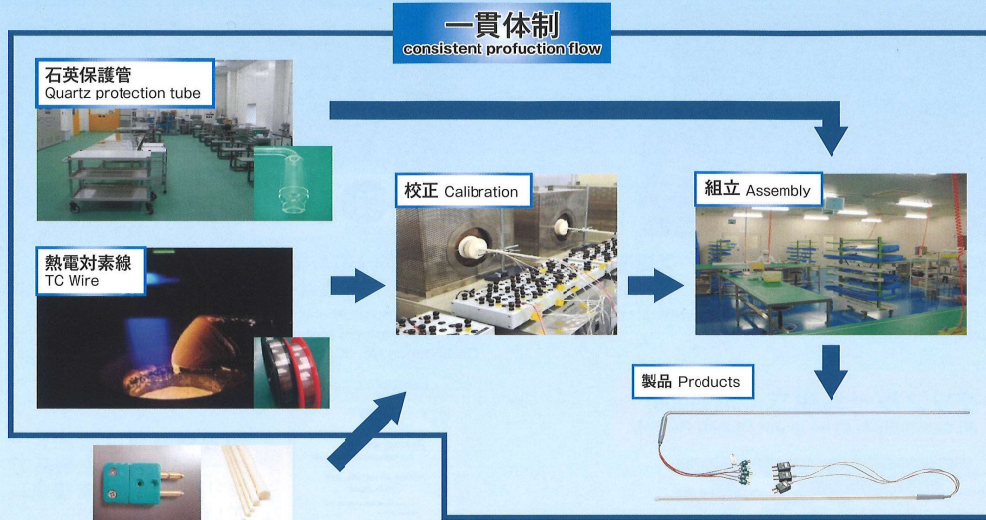 一貫体制
consistent profuction flow
石英保護管
Quartz protection tube
校正 Calibration
組立 Assembly
熱電対素線
TC Wire
製品 Products